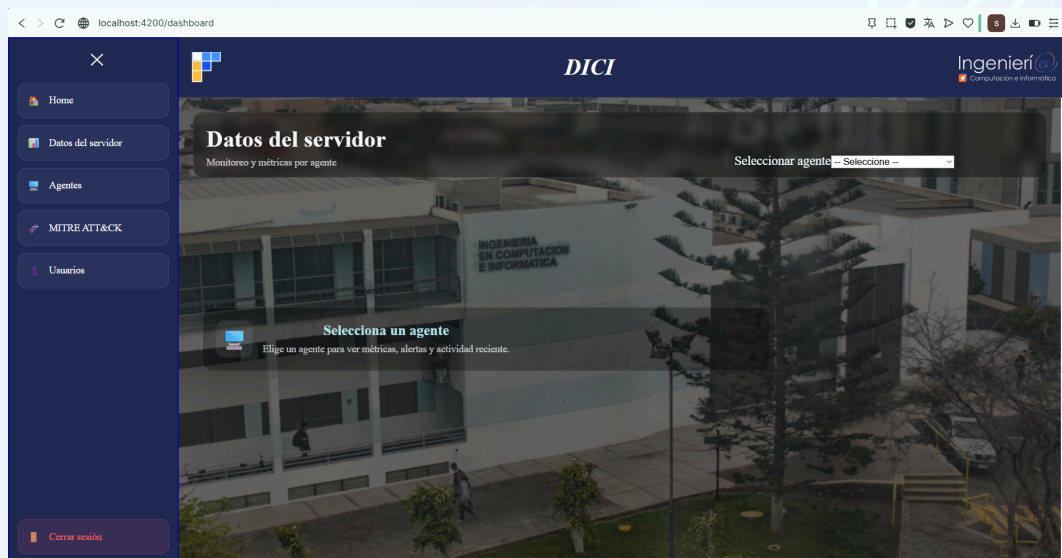 localhost:4200/dashboard
S
DICI
Ingenierí@
Computación e Informática
Home
Datos del servidor
Agentes
MITRE ATT&CK
Usuarios
Cerrar sesión
Datos del servidor
Monitoreo y métricas por agente
Seleccionar agente -- Seleccione --
INGENIERIA
EN COMPUTACION
E INFORMATICA
Selecciona un agente
Elige un agente para ver métricas, alertas y actividad reciente.